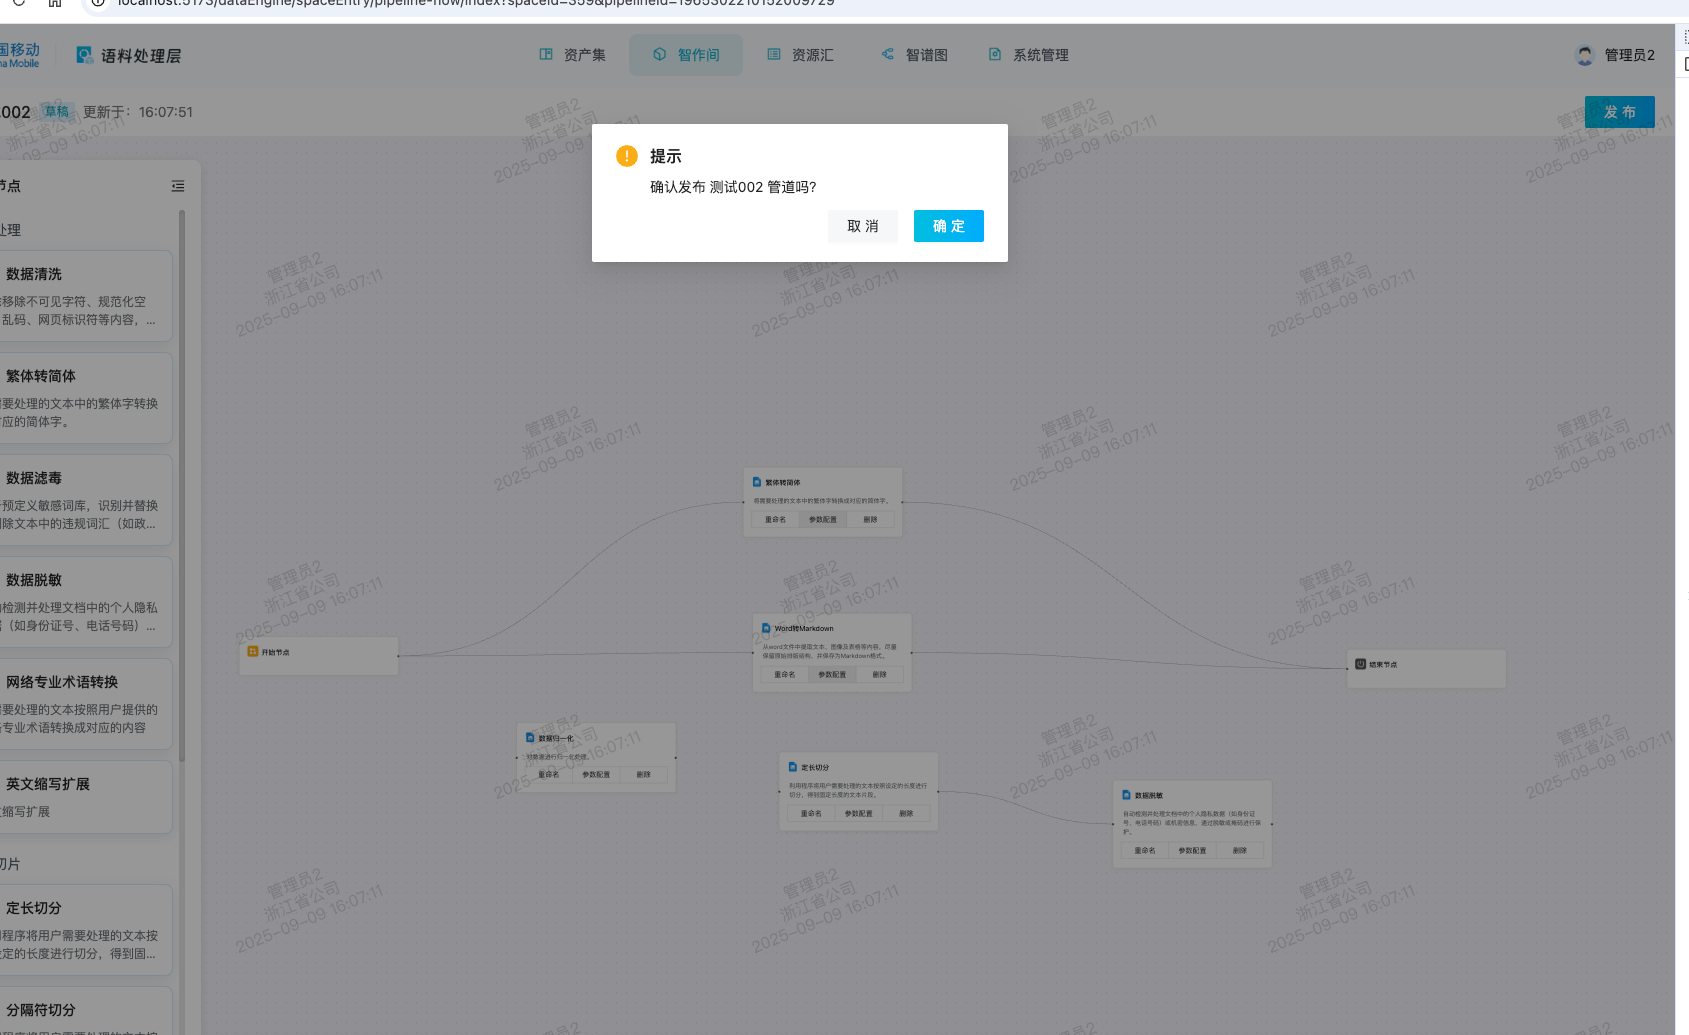 localhost:5173/dataEngine/spaceEntry/pipeline-flow/index?spaceId=359&pipelineId=1965302210152009729
国移动
na Mobile
语料处理层
资产集
智作间
资源汇
智谱图
系统管理
管理员2
002 草稿 更新于：16:07:51
发 布
提示
确认发布 测试002 管道吗?
取 消
确 定
节点
处理
数据清洗
移除不可见字符、规范化空
乱码、网页标识符等内容，...
繁体转简体
要处理的文本中的繁体字转换
应的简体字。
数据滤毒
预定义敏感词库，识别并替换
除文本中的违规词汇（如政...
数据脱敏
检测并处理文档中的个人隐私
（如身份证号、电话号码）...
网络专业术语转换
要处理的文本按照用户提供的
专业术语转换成对应的内容
英文缩写扩展
缩写扩展
切片
定长切分
程序将用户需要处理的文本按
定的长度进行切分，得到固...
分隔符切分
开始节点
繁体转简体
将需要处理的文本中的繁体字转换成对应的简体字。
重命名 参数配置 删除
Word转Markdown
从word文件中提取文本、图像及表格等内容，尽量
保留原始排版结构，并保存为Markdown格式。
重命名 参数配置 删除
结束节点
数据归一化
对数据进行归一化处理。
重命名 参数配置 删除
定长切分
利用程序将用户需要处理的文本按照设定的长度进行
切分，得到固定长度的文本片段。
重命名 参数配置 删除
数据脱敏
自动检测并处理文档中的个人隐私数据（如身份证
号、电话号码）或机密信息，通过脱敏或掩码进行保
护。
重命名 参数配置 删除
管理员2
浙江省公司
2025-09-09 16:07:11